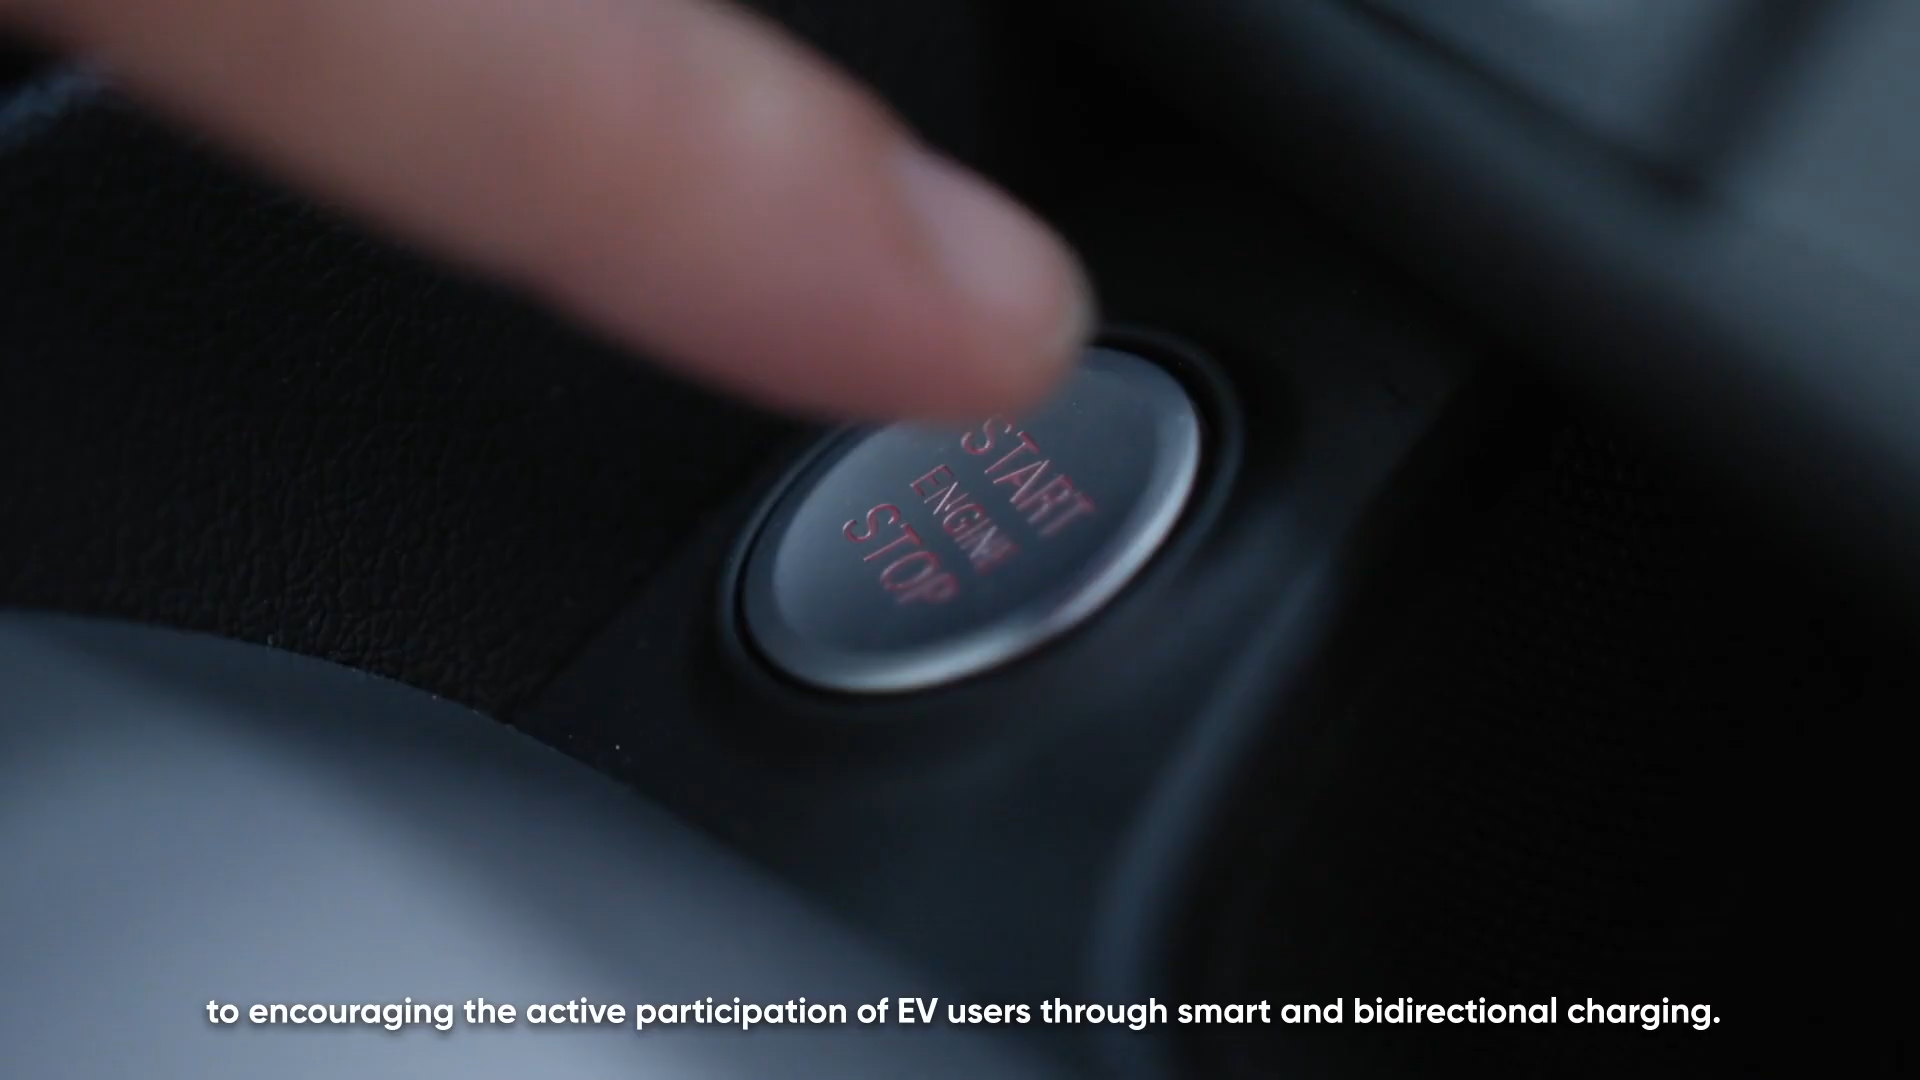 START
ENGINE
STOP
to encouraging the active participation of EV users through smart and bidirectional charging.